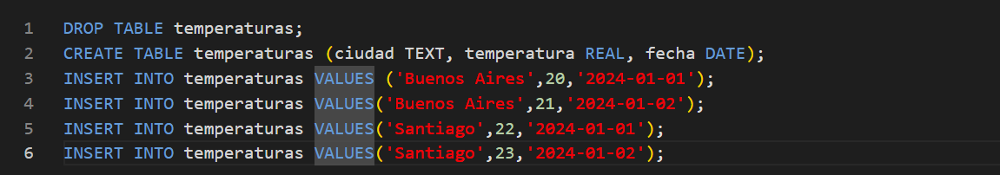 1 DROP TABLE temperaturas;
2 CREATE TABLE temperaturas (ciudad TEXT, temperatura REAL, fecha DATE);
3 INSERT INTO temperaturas VALUES ('Buenos Aires',20,'2024-01-01');
4 INSERT INTO temperaturas VALUES('Buenos Aires',21,'2024-01-02');
5 INSERT INTO temperaturas VALUES('Santiago',22,'2024-01-01');
6 INSERT INTO temperaturas VALUES('Santiago',23,'2024-01-02');